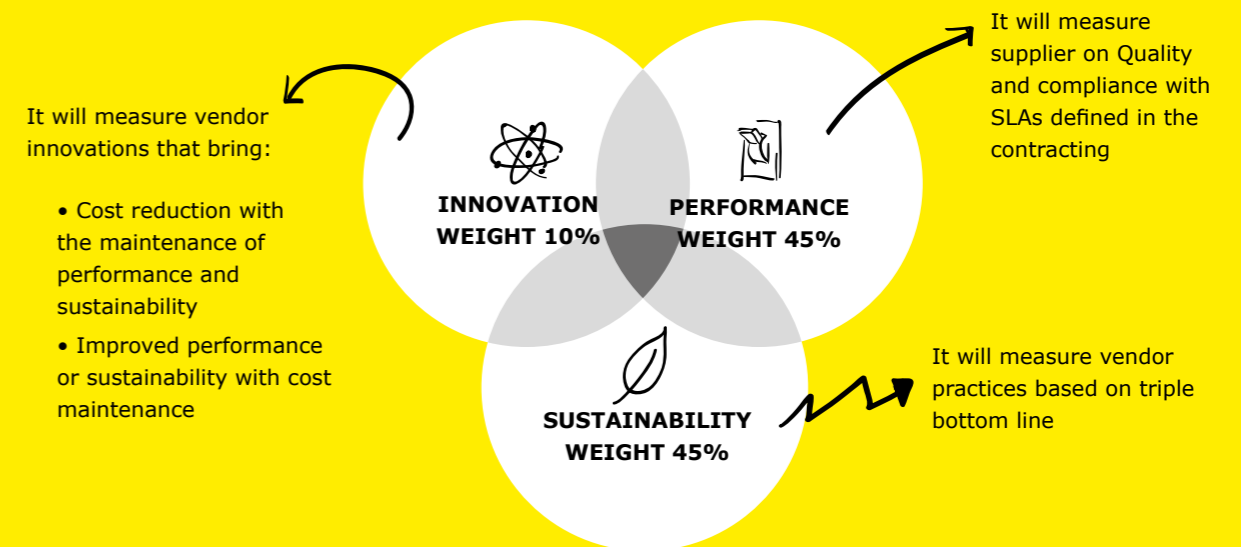 It will measure vendor
innovations that bring:
• Cost reduction with
the maintenance of
performance and
sustainability
• Improved performance
or sustainability with cost
maintenance
INNOVATION
WEIGHT 10%
PERFORMANCE
WEIGHT 45%
It will measure
supplier on Quality
and compliance with
SLAs defined in the
contracting
SUSTAINABILITY
WEIGHT 45%
It will measure vendor
practices based on triple
bottom line